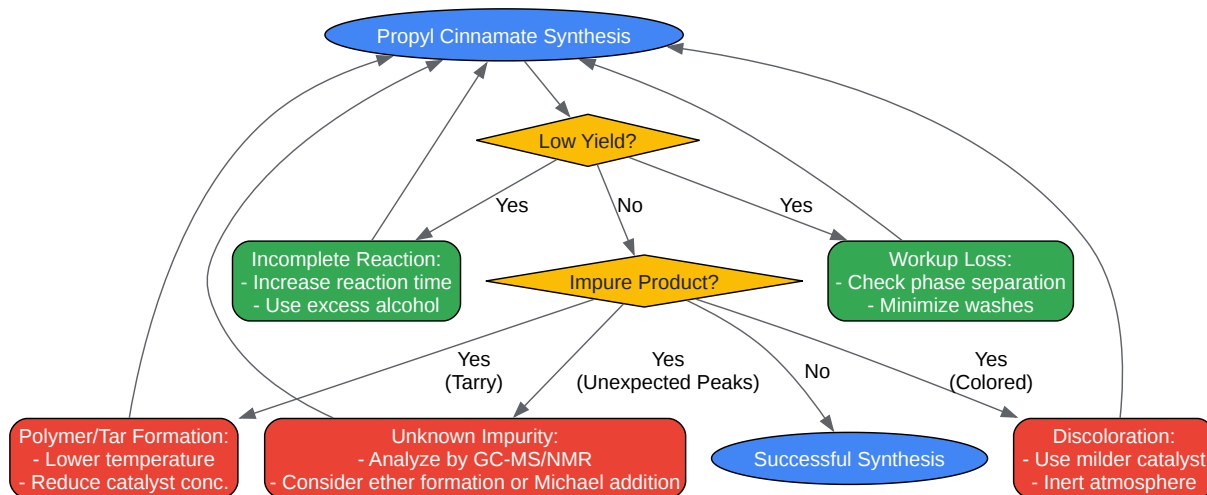 Propyl Cinnamate Synthesis
Low Yield?
Yes
No
Yes
Incomplete Reaction:
- Increase reaction time
- Use excess alcohol
Impure Product?
Workup Loss:
- Check phase separation
- Minimize washes
Yes
(Tarry)
Yes
(Unexpected Peaks)
No
Yes
(Colored)
Polymer/Tar Formation:
- Lower temperature
- Reduce catalyst conc.
Unknown Impurity:
- Analyze by GC-MS/NMR
- Consider ether formation or Michael addition
Successful Synthesis
Discoloration:
- Use milder catalyst
- Inert atmosphere